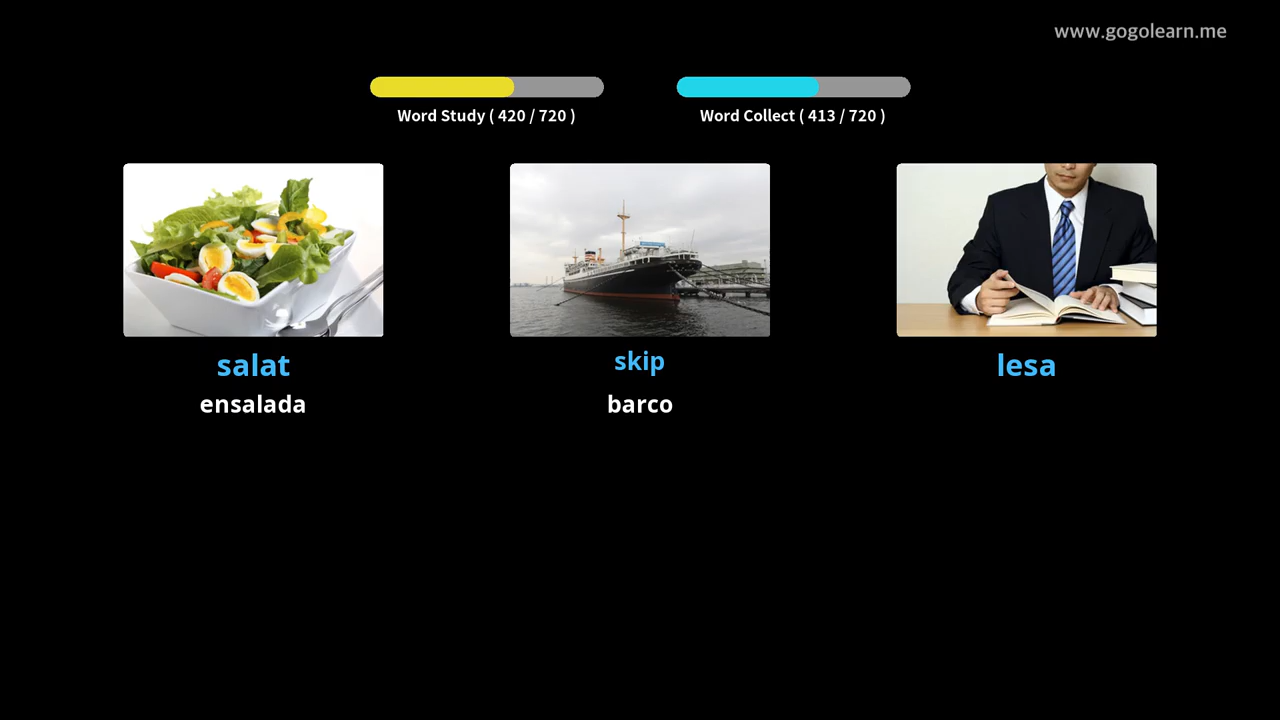 www.gogolearn.me
Word Study ( 420 / 720 )
Word Collect ( 413 / 720 )
salat
ensalada
skip
barco
lesa